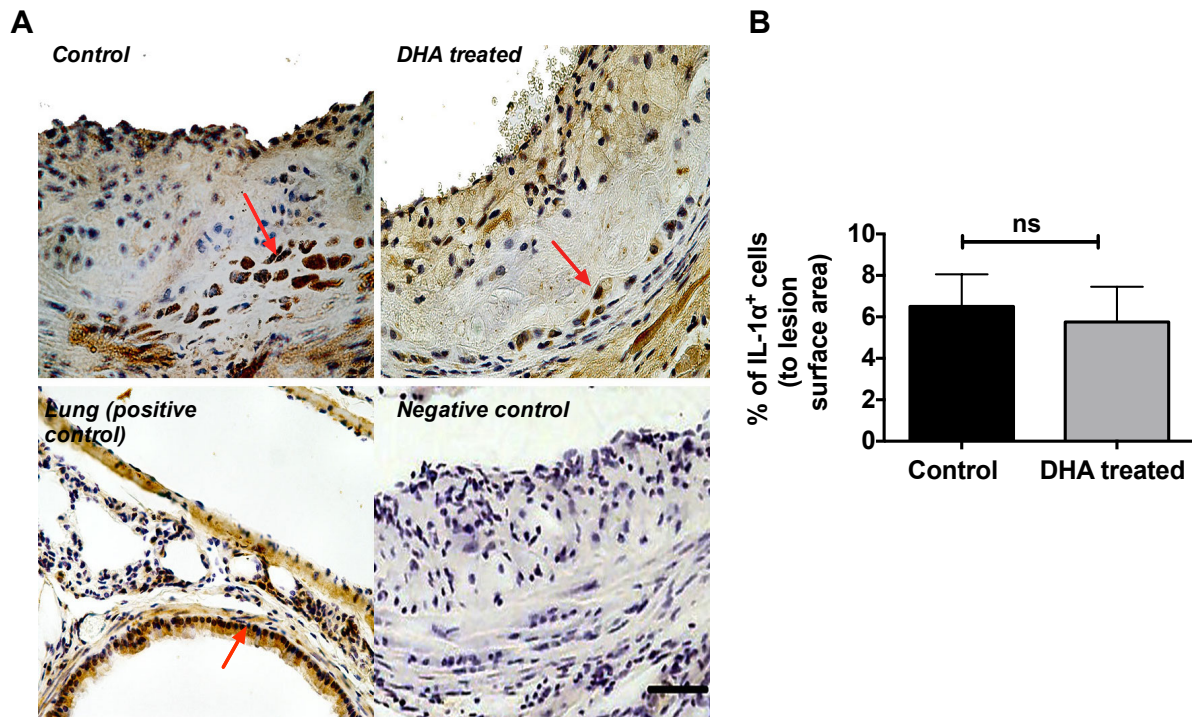 A
Control
DHA treated
Lung (positive
control)
Negative control
B
% of IL-1α⁺ cells
(to lesion
surface area)
10
8
6
4
2
0
ns
Control
DHA treated